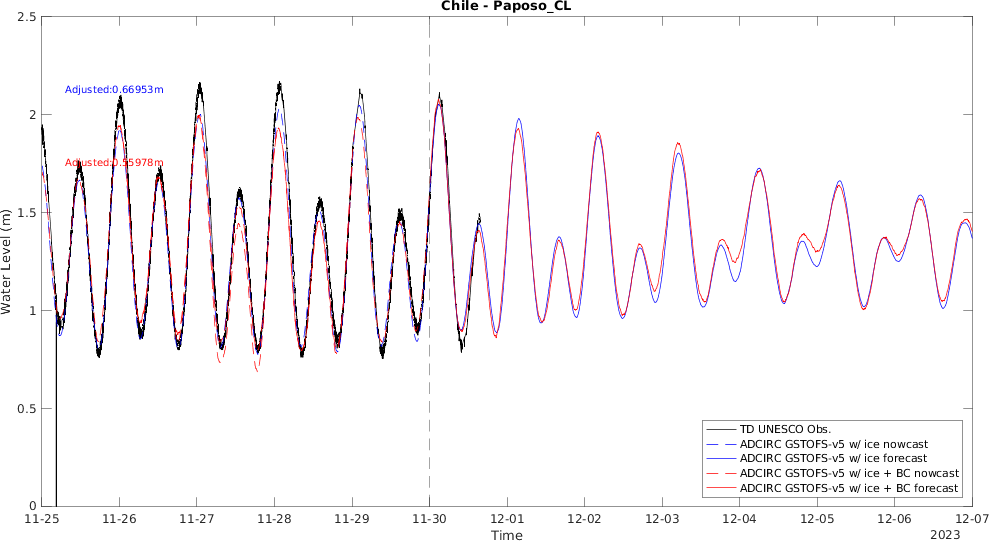 Chile - Paposo_CL
2.5
2
1.5
1
0.5
0
Water Level (m)
Adjusted:0.66953m
Adjusted:0.55978m
TD UNESCO Obs.
ADCIRC GSTOFS-v5 w/ ice nowcast
ADCIRC GSTOFS-v5 w/ ice forecast
ADCIRC GSTOFS-v5 w/ ice + BC nowcast
ADCIRC GSTOFS-v5 w/ ice + BC forecast
11-25 11-26 11-27 11-28 11-29 11-30 12-01 12-02 12-03 12-04 12-05 12-06 12-07
Time
2023